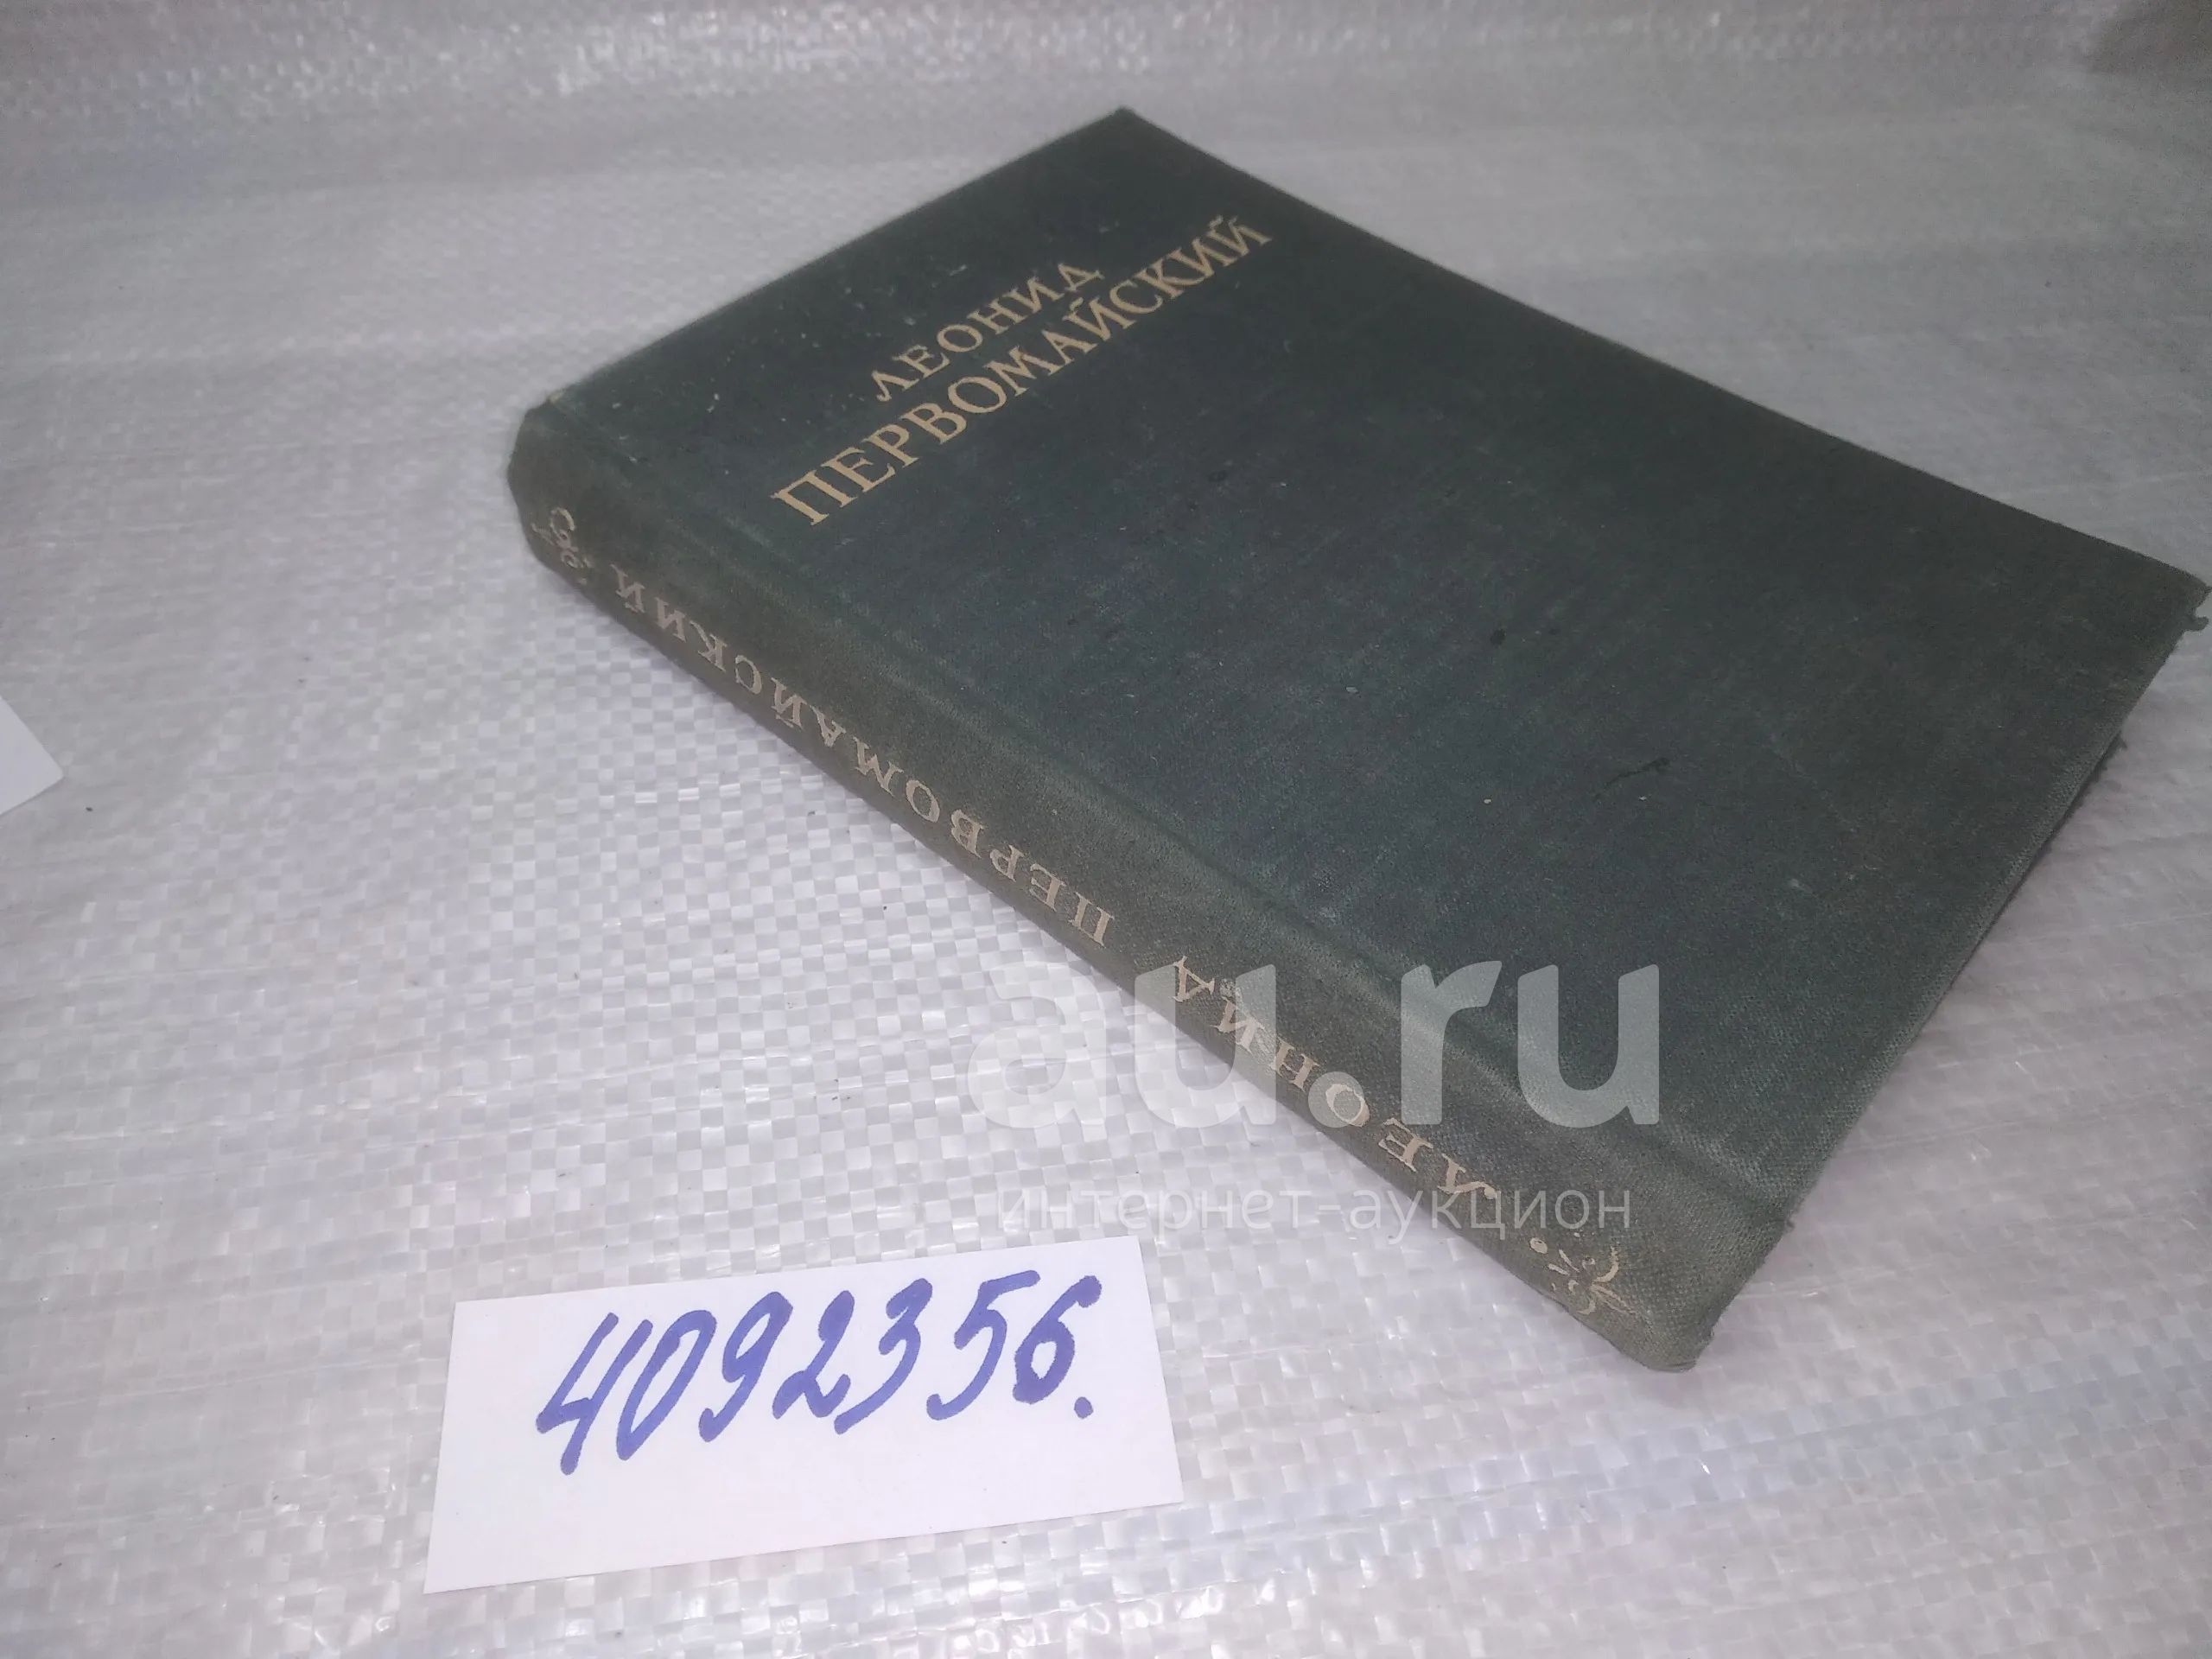 ЛЕОНИД
ПЕРВОМАЙСКИЙ
ЛЕОНИД ПЕРВОМАЙСКИЙ
au.ru
интернет-аукцион
4092356.